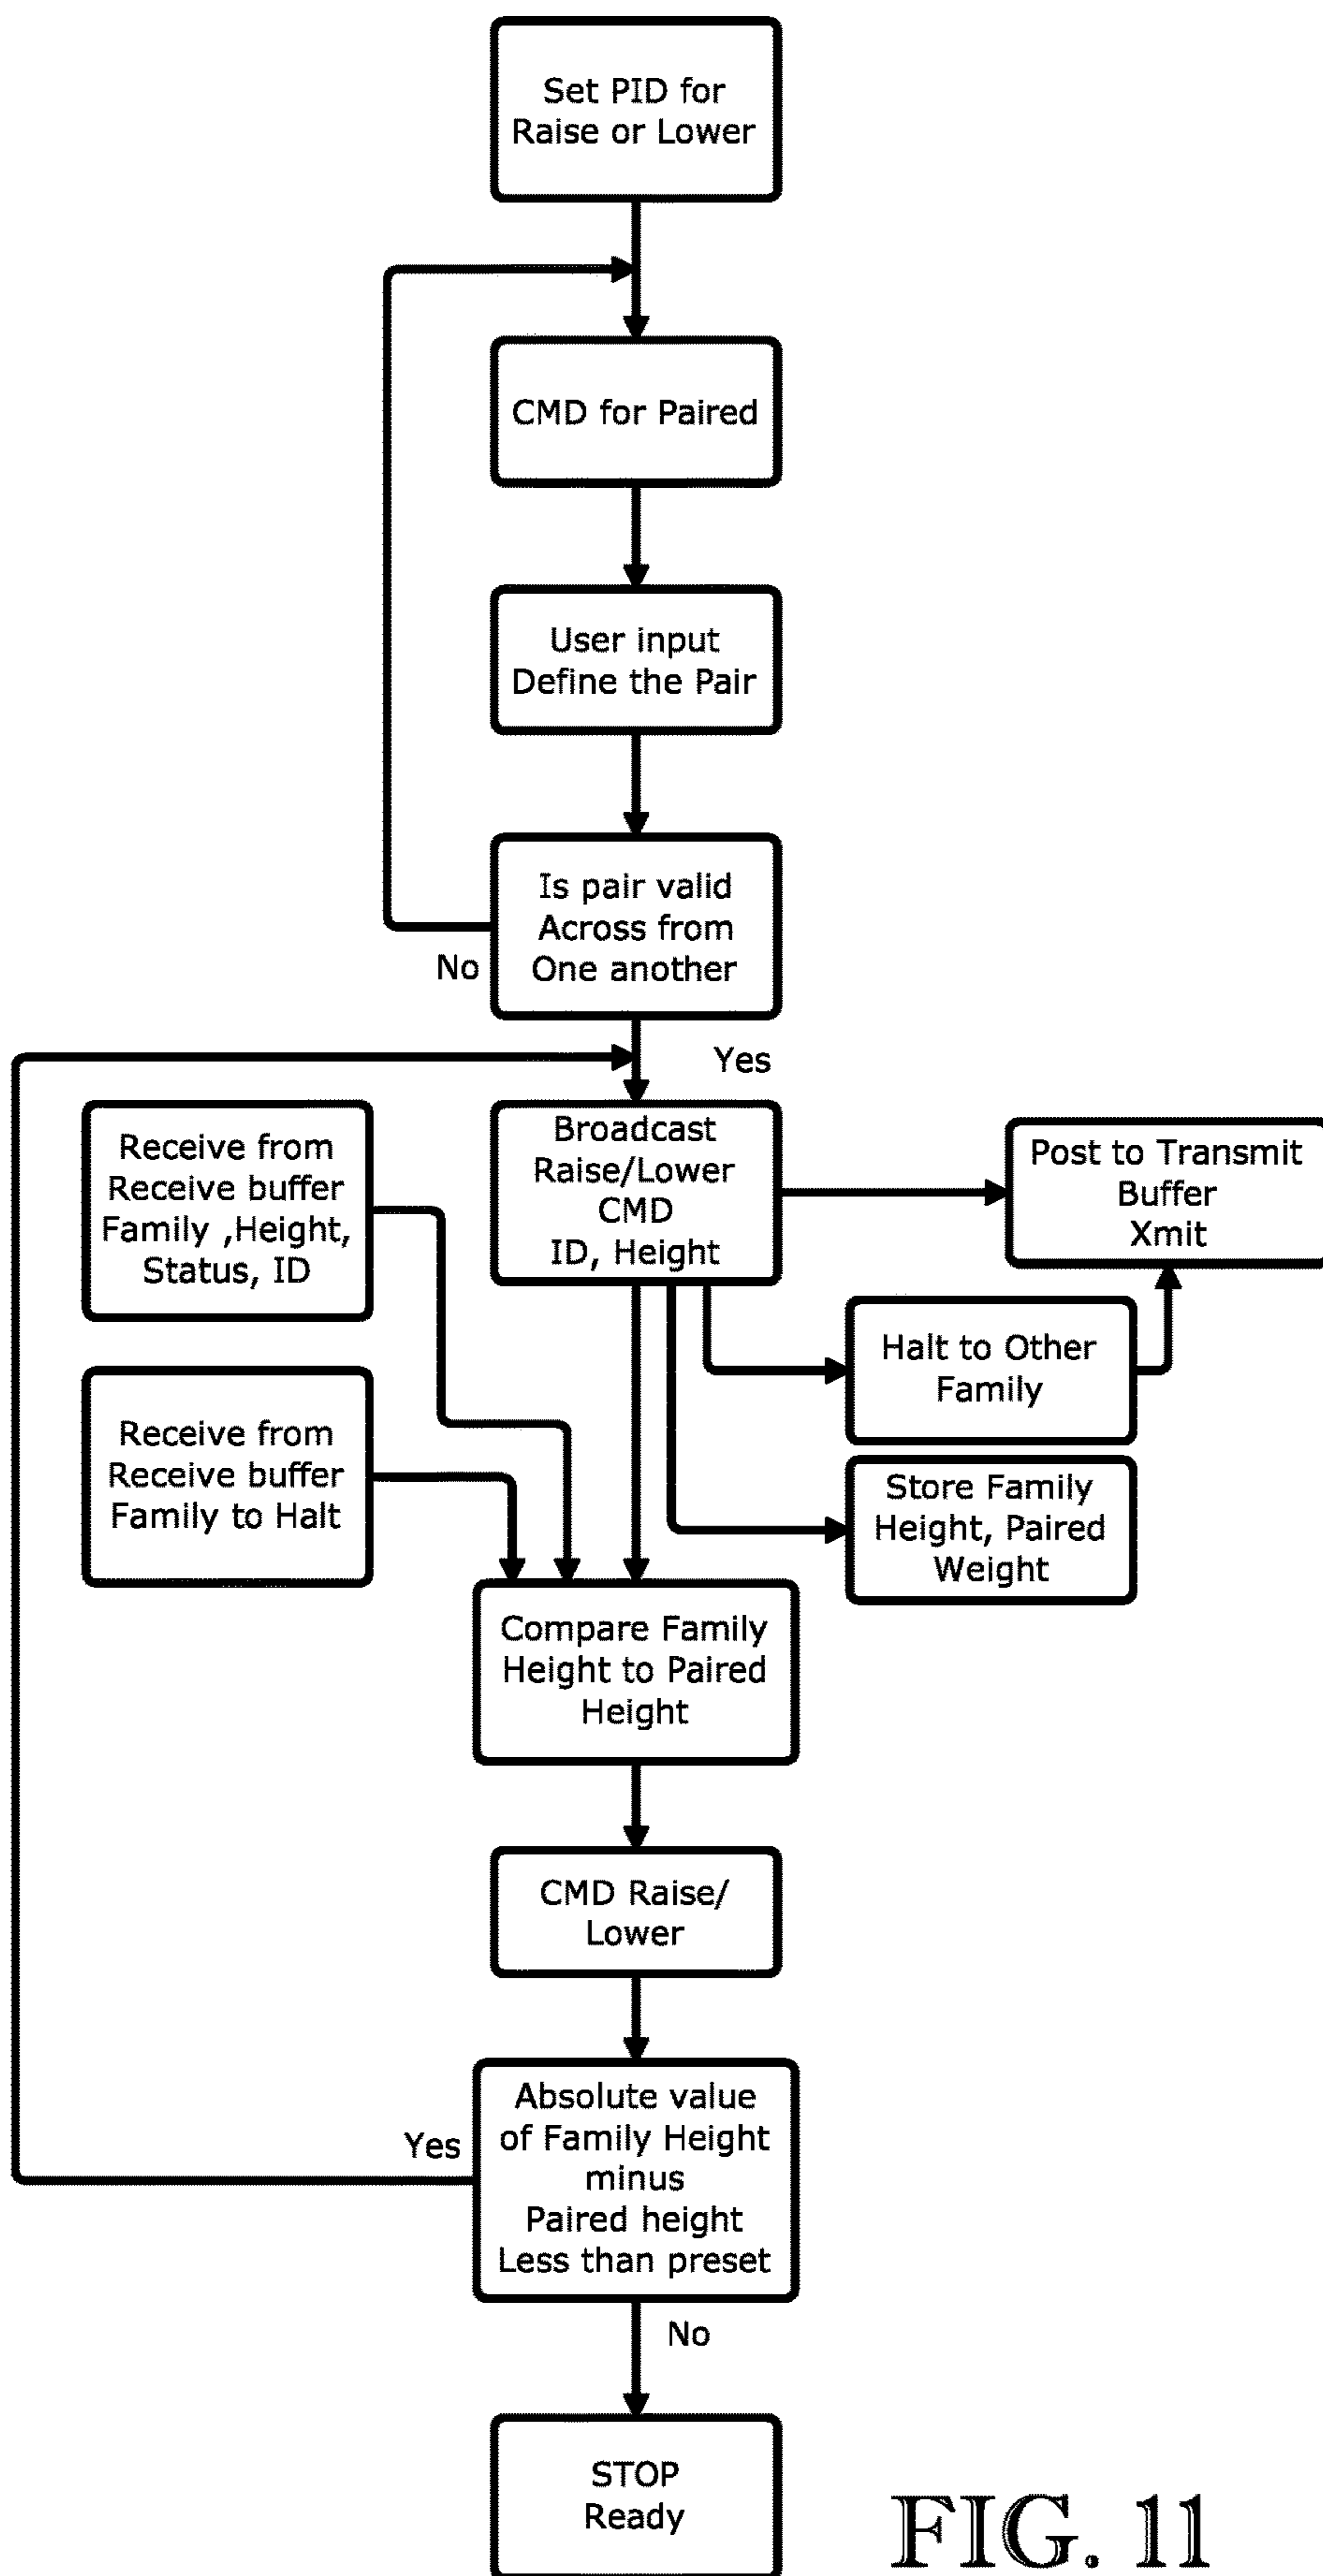 Set PID for
Raise or Lower
CMD for Paired
User input
Define the Pair
Is pair valid
Across from
One another
No
Yes
Receive from
Receive buffer
Family ,Height,
Status, ID
Broadcast
Raise/Lower
CMD
ID, Height
Post to Transmit
Buffer
Xmit
Halt to Other
Family
Receive from
Receive buffer
Family to Halt
Store Family
Height, Paired
Weight
Compare Family
Height to Paired
Height
CMD Raise/
Lower
Absolute value
of Family Height
minus
Paired height
Less than preset
Yes
No
STOP
Ready
FIG. 11